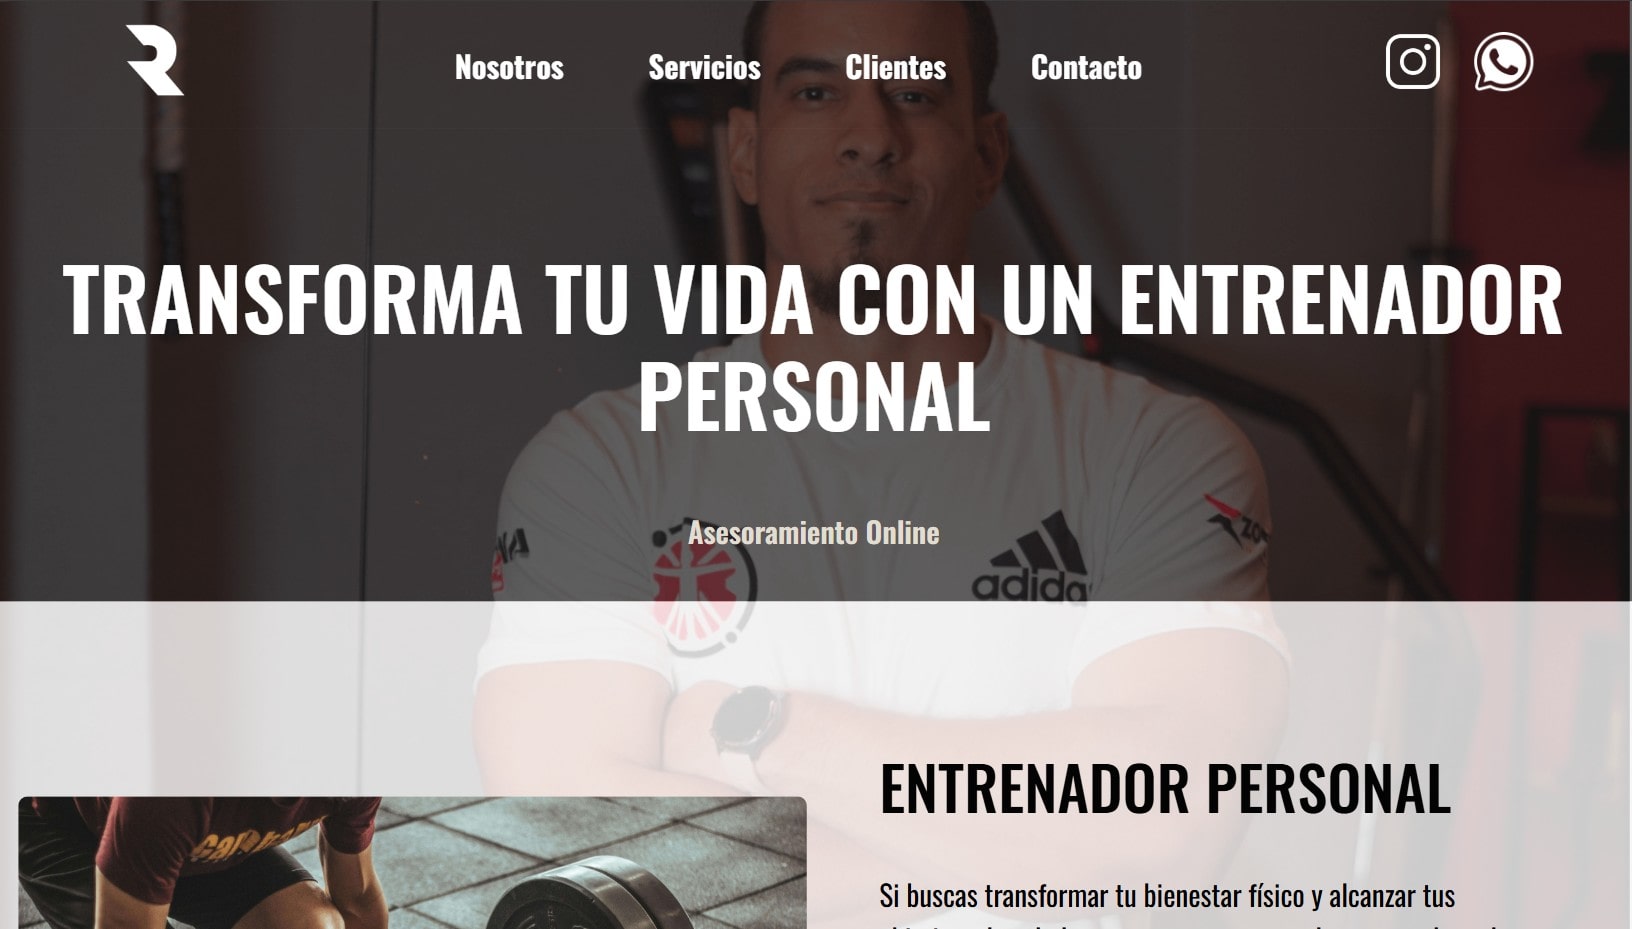 Nosotros Servicios Clientes Contacto
TRANSFORMA TU VIDA CON UN ENTRENADOR
PERSONAL
Asesoramiento Online
adidas
ENTRENADOR PERSONAL
Si buscas transformar tu bienestar físico y alcanzar tus